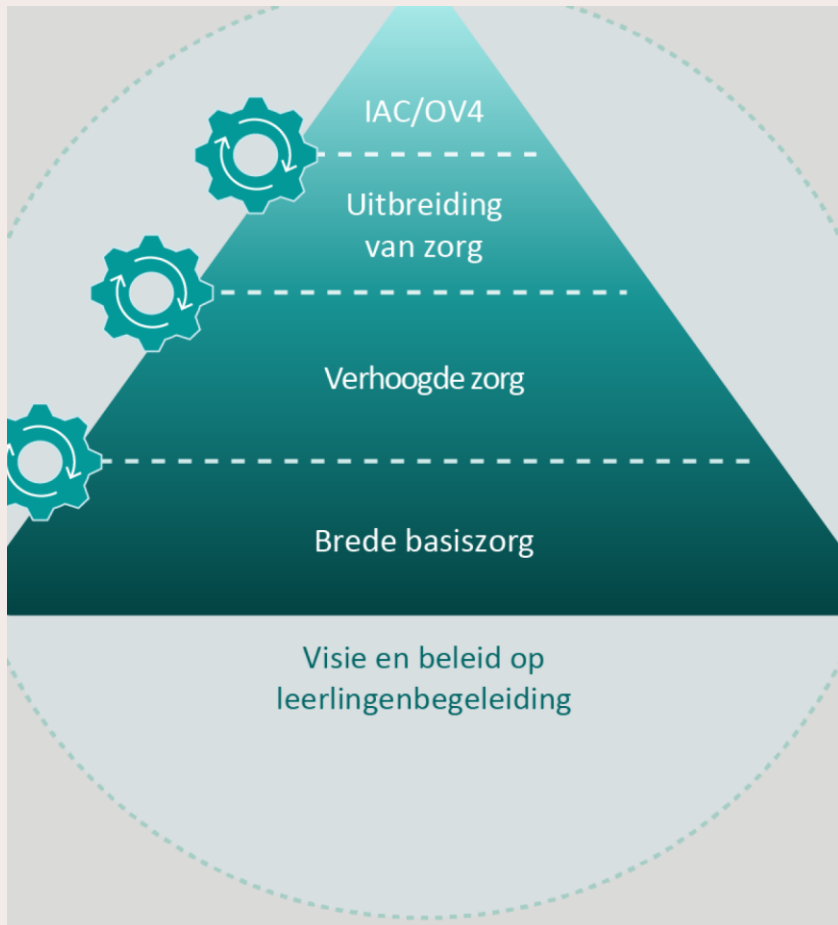 IAC/OV4
Uitbreiding
van zorg
Verhoogde zorg
Brede basiszorg
Visie en beleid op
leerlingenbegeleiding